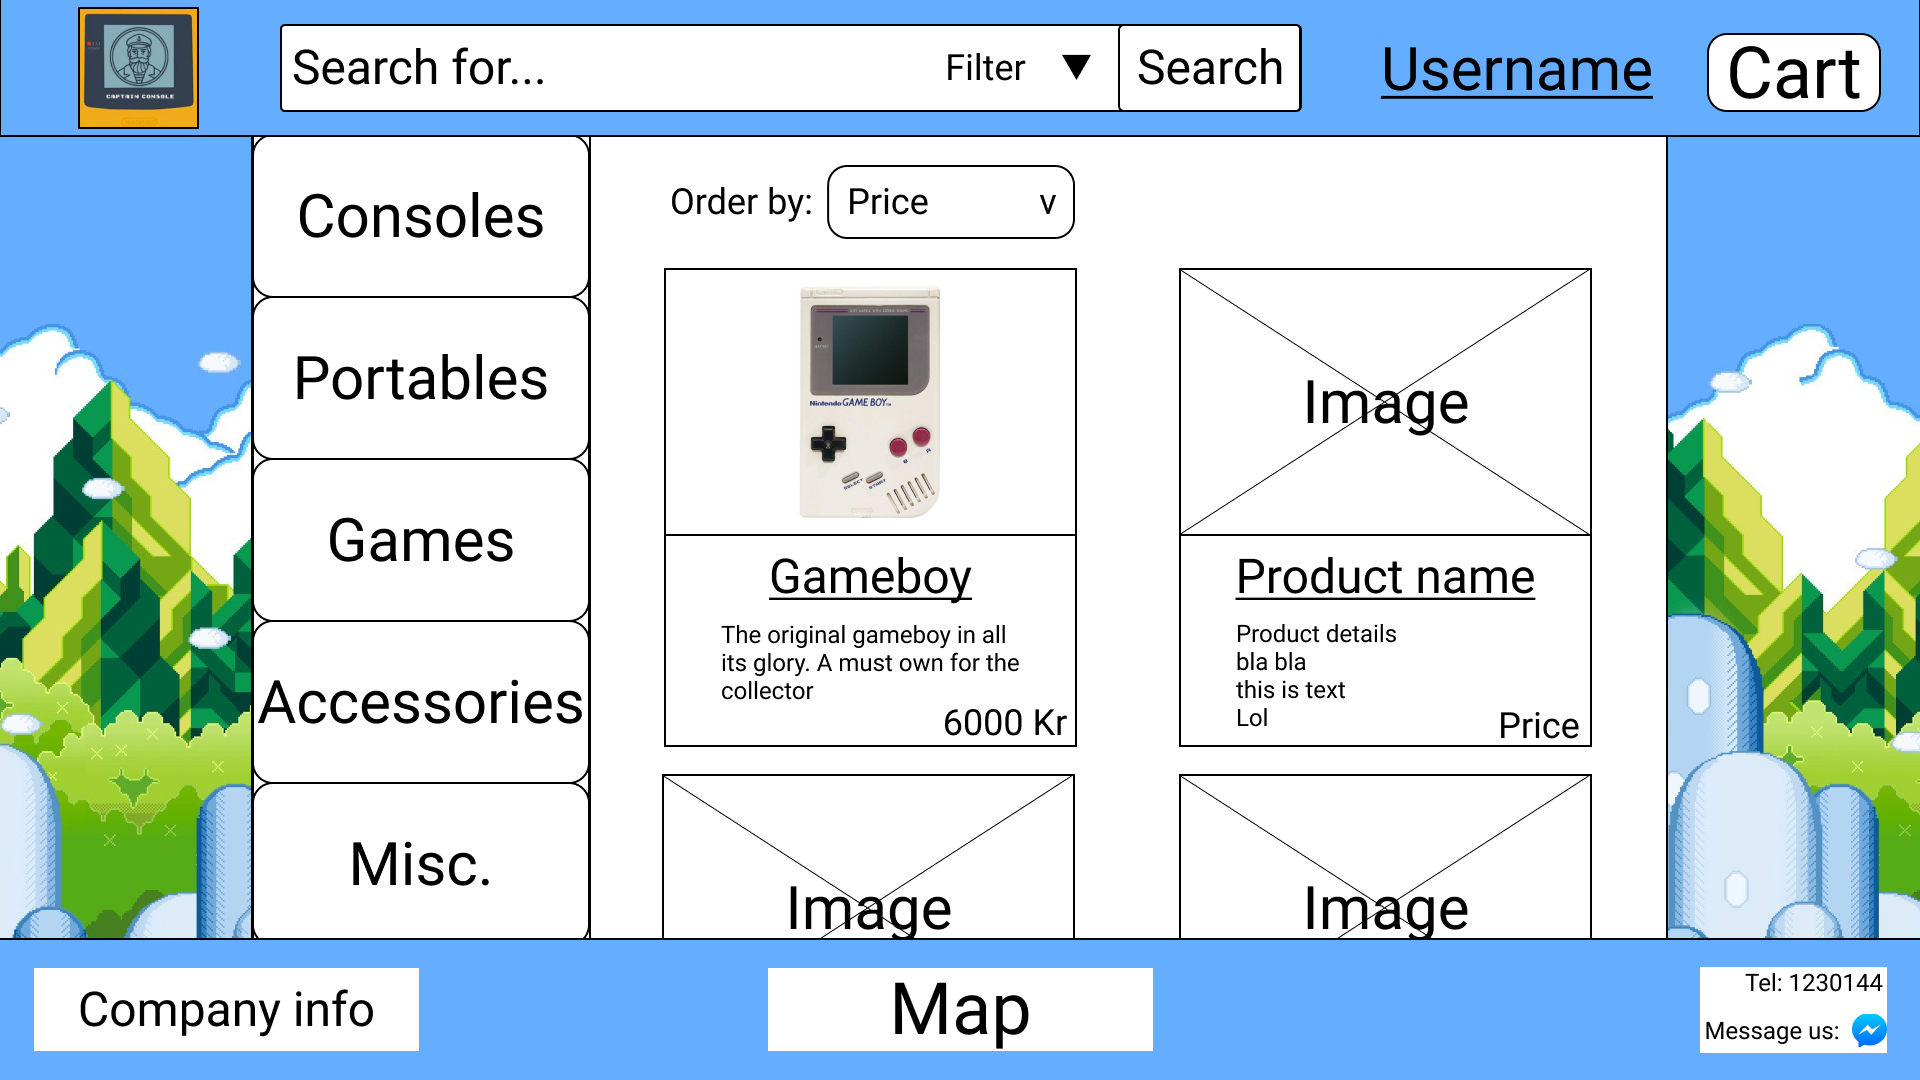 CAPTAIN CONSOLE
Search for...
Filter
Search
Username
Cart
Consoles
Portables
Games
Accessories
Misc.
Order by:
Price
v
Nintendo GAME BOY
SELECT
START
Gameboy
The original gameboy in all
its glory. A must own for the
collector
6000 Kr
Image
Product name
Product details
bla bla
this is text
Lol
Price
Image
Image
Company info
Map
Tel: 1230144
Message us: